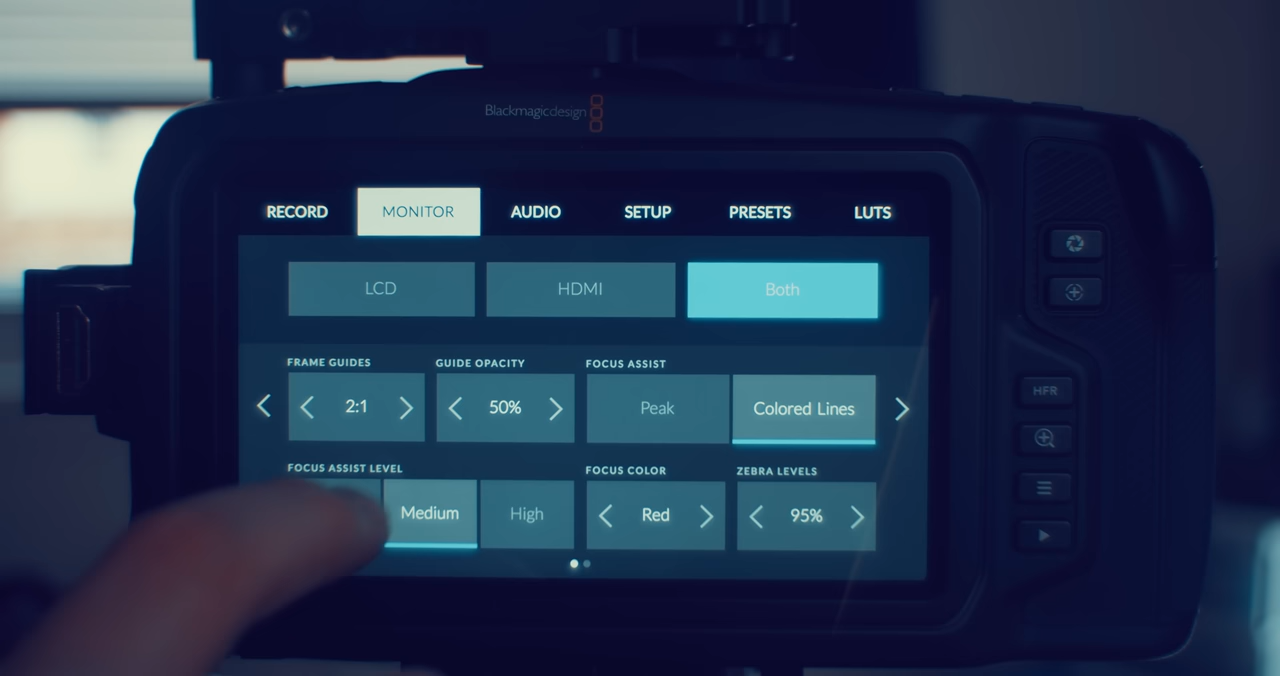 Blackmagicdesign
RECORD MONITOR AUDIO SETUP PRESETS LUTS
LCD HDMI Both
FRAME GUIDES GUIDE OPACITY FOCUS ASSIST
2:1 50% Peak Colored Lines
HFR
FOCUS ASSIST LEVEL FOCUS COLOR ZEBRA LEVELS
Medium High Red 95%